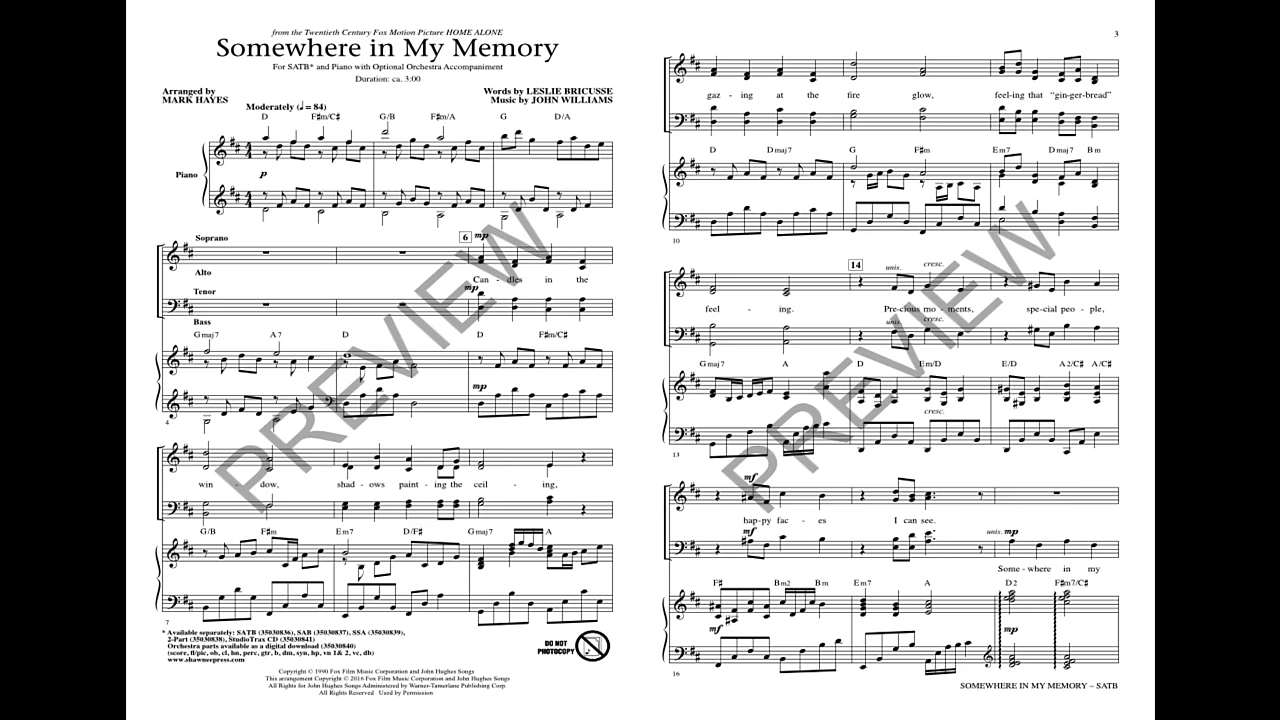 from the Twentieth Century Fox Motion Picture HOME ALONE
Somewhere in My Memory
For SATB* and Piano with Optional Orchestra Accompaniment
Duration: ca. 3:00
Arranged by
MARK HAYES
Words by LESLIE BRICUSSE
Music by JOHN WILLIAMS
Moderately (♩ = 84)
D F♯m/C♯ G/B F♯m/A G D/A
Piano
p
Soprano
6 mp
Alto
Can - dles in the
Tenor
mp
Bass
Gmaj7 A7 D D F♯m/C♯
mp
4
win - dow, shad - ows paint - ing the ceil - ing,
G/B F♯m Em7 D/F♯ Gmaj7 A
7
* Available separately: SATB (35030836), SAB (35030837), SSA (35030839),
2-Part (35030838), StudioTrax CD (35030841)
Orchestra parts available as a digital download (35030840)
(score, fl/pic, ob, cl, hn, perc, gtr, b, dm, syn, hp, vn 1& 2, vc, db)
www.shawneepress.com
DO NOT
PHOTOCOPY
Copyright © 1990 Fox Film Music Corporation and John Hughes Songs
This arrangement Copyright © 2016 Fox Film Music Corporation and John Hughes Songs
All Rights for John Hughes Songs Administered by Warner-Tamerlane Publishing Corp.
All Rights Reserved Used by Permission
PREVIEW
3
gaz - ing at the fire glow, feel-ing that “gin-ger-bread”
D Dmaj7 G F♯m Em7 Dmaj7 Bm
10
14
unis. cresc.
feel - ing. Pre-cious mo - ments, spe-cial peo - ple,
unis cresc.
Gmaj7 A D Em/D E/D A2/C♯ A/C♯
cresc.
13
mf
hap-py fac - es I can see.
mf unis. mp
Some - where in my
F♯ Bm2 Bm Em7 A D2 F♯m7/C♯
mf mp
16
SOMEWHERE IN MY MEMORY – SATB
PREVIEW